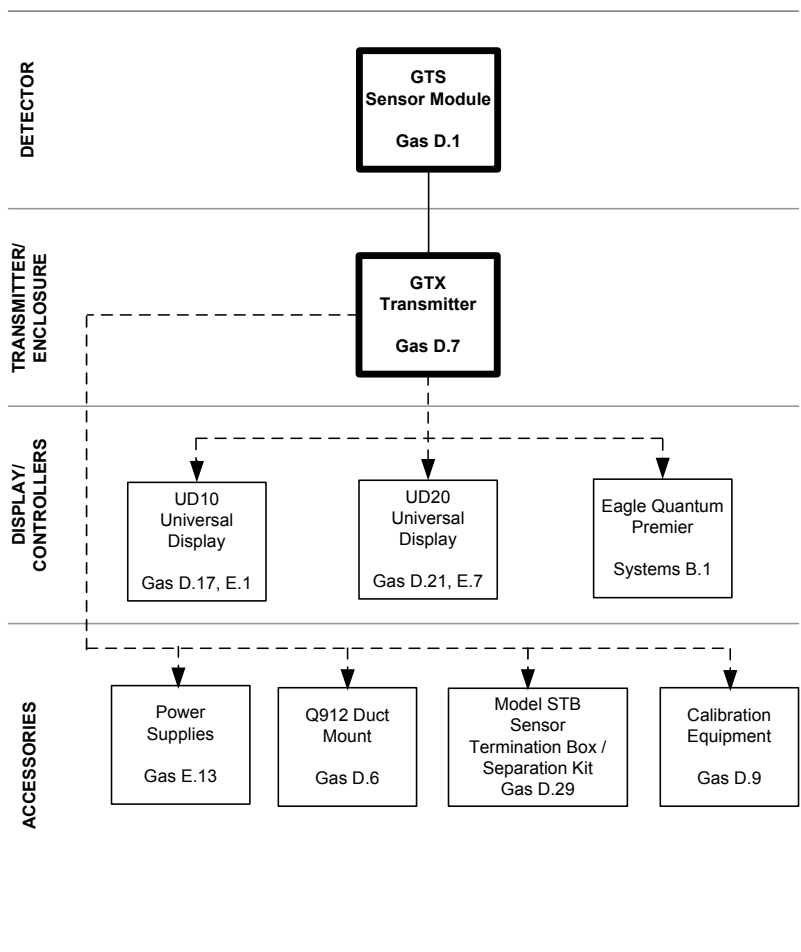 DETECTOR
GTS
Sensor Module
Gas D.1
TRANSMITTER/
ENCLOSURE
GTX
Transmitter
Gas D.7
DISPLAY/
CONTROLLERS
UD10
Universal
Display
Gas D.17, E.1
UD20
Universal
Display
Gas D.21, E.7
Eagle Quantum
Premier
Systems B.1
ACCESSORIES
Power
Supplies
Gas E.13
Q912 Duct
Mount
Gas D.6
Model STB
Sensor
Termination Box /
Separation Kit
Gas D.29
Calibration
Equipment
Gas D.9